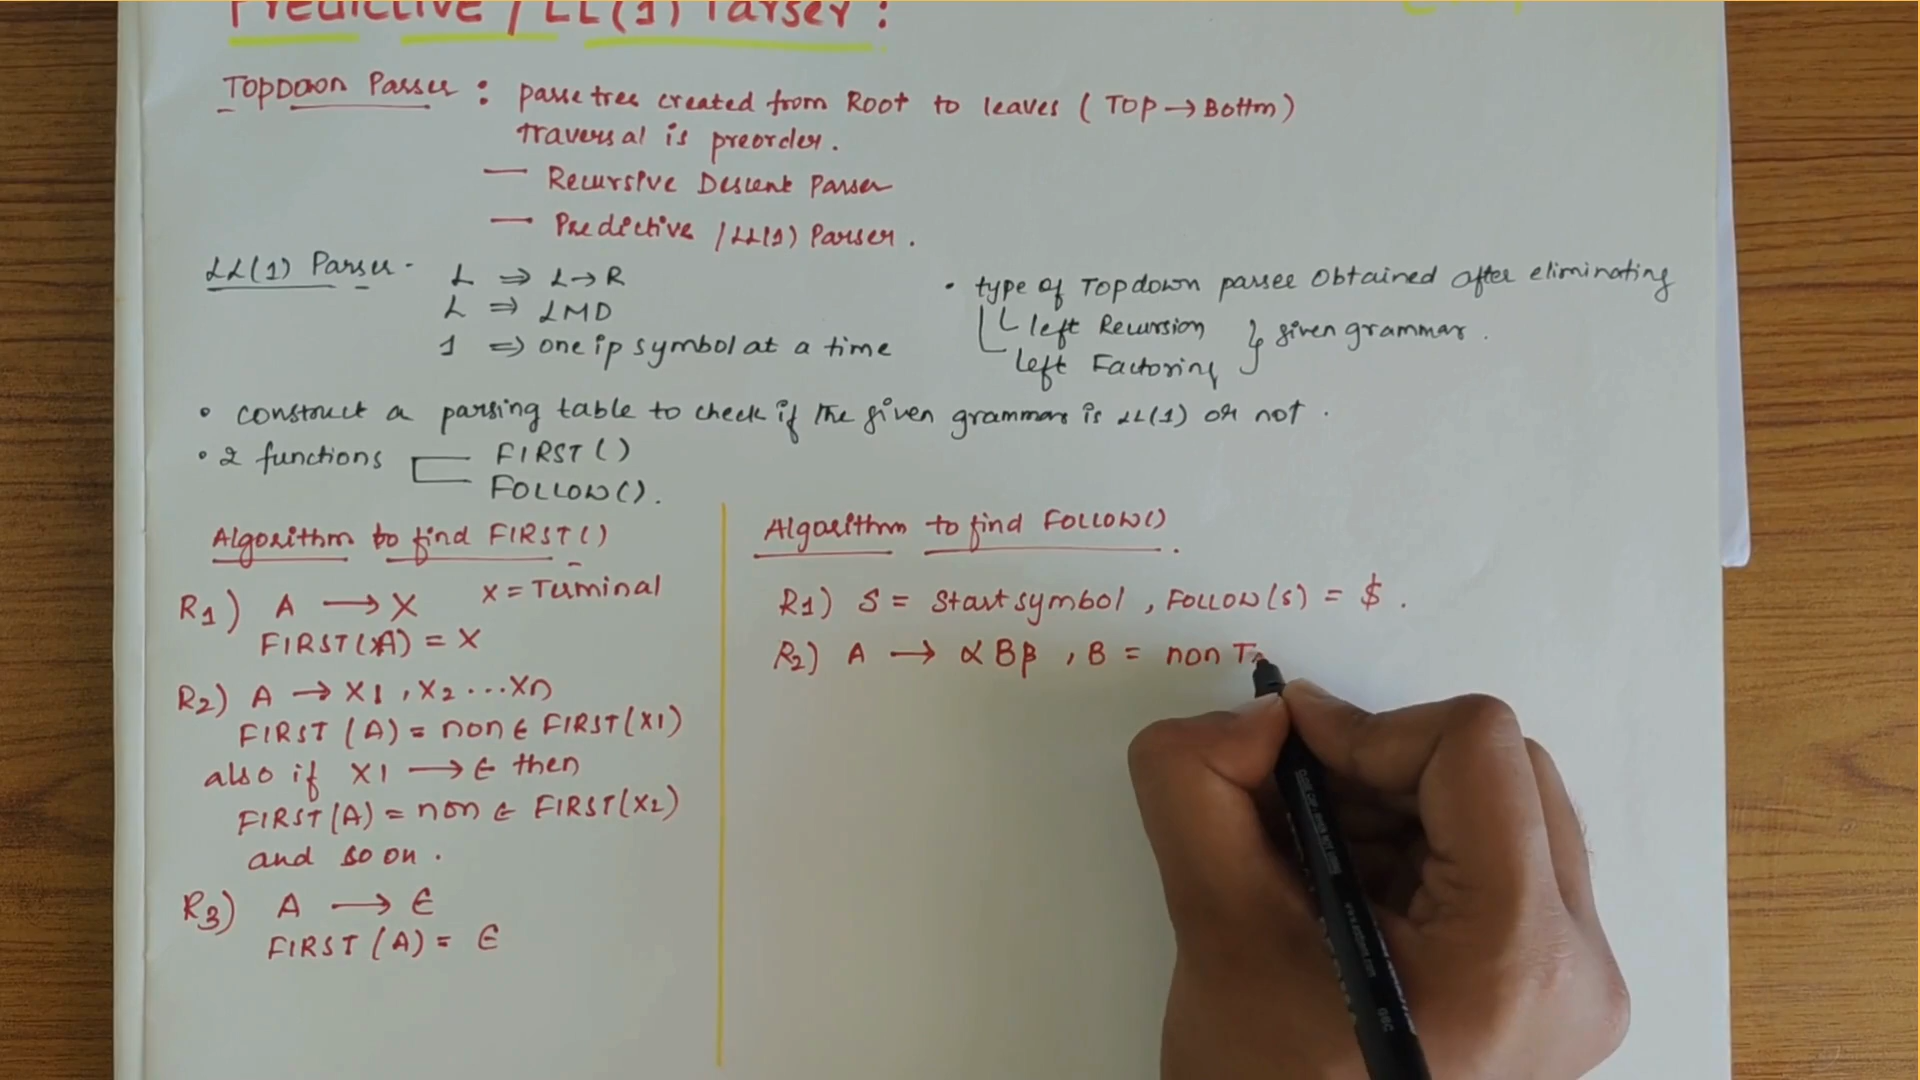 Predictive / LL(1) Parser :
TopDown Parser : parse tree created from Root to leaves ( TOP → Bottm )
traversal is preorder.
— Recursive Descent Parser
— Predictive / LL(1) Parser .
LL(1) Parser -
L ⇒ L → R
L ⇒ LMD
1 ⇒ one ip symbol at a time
• type of Topdown parser Obtained after eliminating
left Recursion
left Factoring } given grammar .
• construct a parsing table to check if the given grammar is LL(1) or not .
• 2 functions
FIRST ( )
FOLLOW( ).
Algorithm to find FIRST ( )
R1 ) A → X X = Terminal
FIRST(A) = X
R2) A → X1 , X2 ... Xn
FIRST (A) = non ϵ FIRST(X1)
also if X1 → ϵ then
FIRST (A) = non ϵ FIRST(X2)
and so on .
R3) A → ϵ
FIRST (A) = ϵ
Algorithm to find FOLLOW( ) .
R1) S = Start symbol , FOLLOW(S) = $ .
R2) A → α B β , B = non T